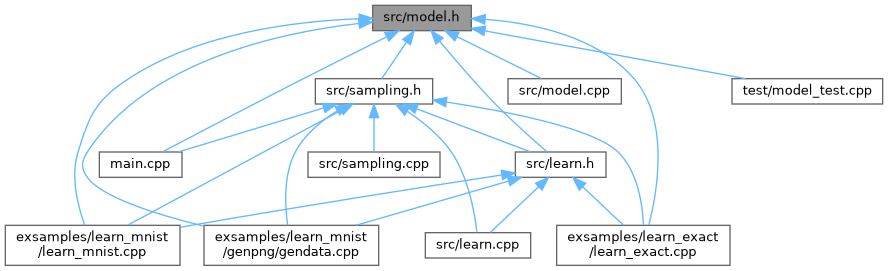 src/model.h
src/sampling.h
src/model.cpp
test/model_test.cpp
main.cpp
src/sampling.cpp
src/learn.h
exsamples/learn_mnist
/learn_mnist.cpp
exsamples/learn_mnist
/genpng/gendata.cpp
src/learn.cpp
exsamples/learn_exact
/learn_exact.cpp